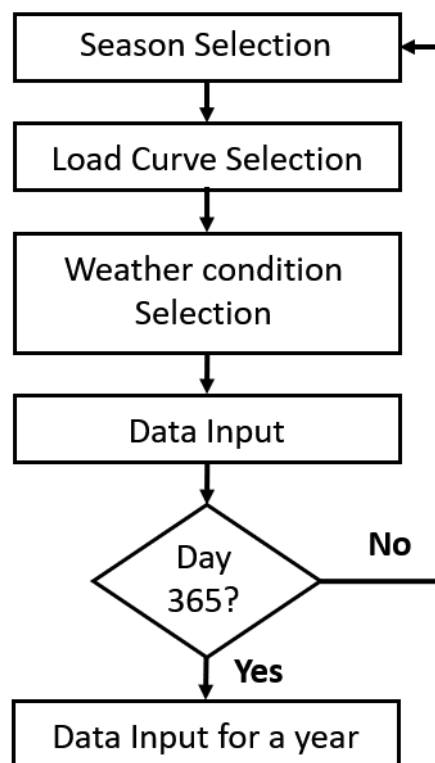 Season Selection
Load Curve Selection
Weather condition
Selection
Data Input
Day
365?
No
Yes
Data Input for a year